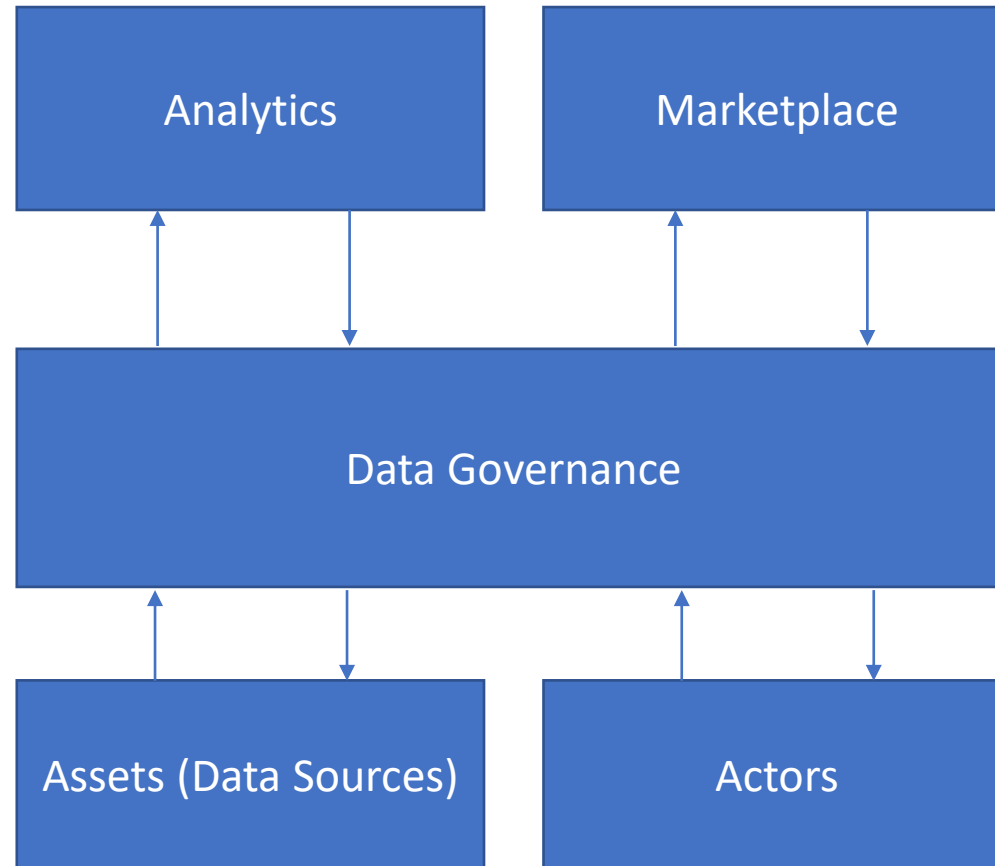 Analytics
Marketplace
Data Governance
Assets (Data Sources)
Actors